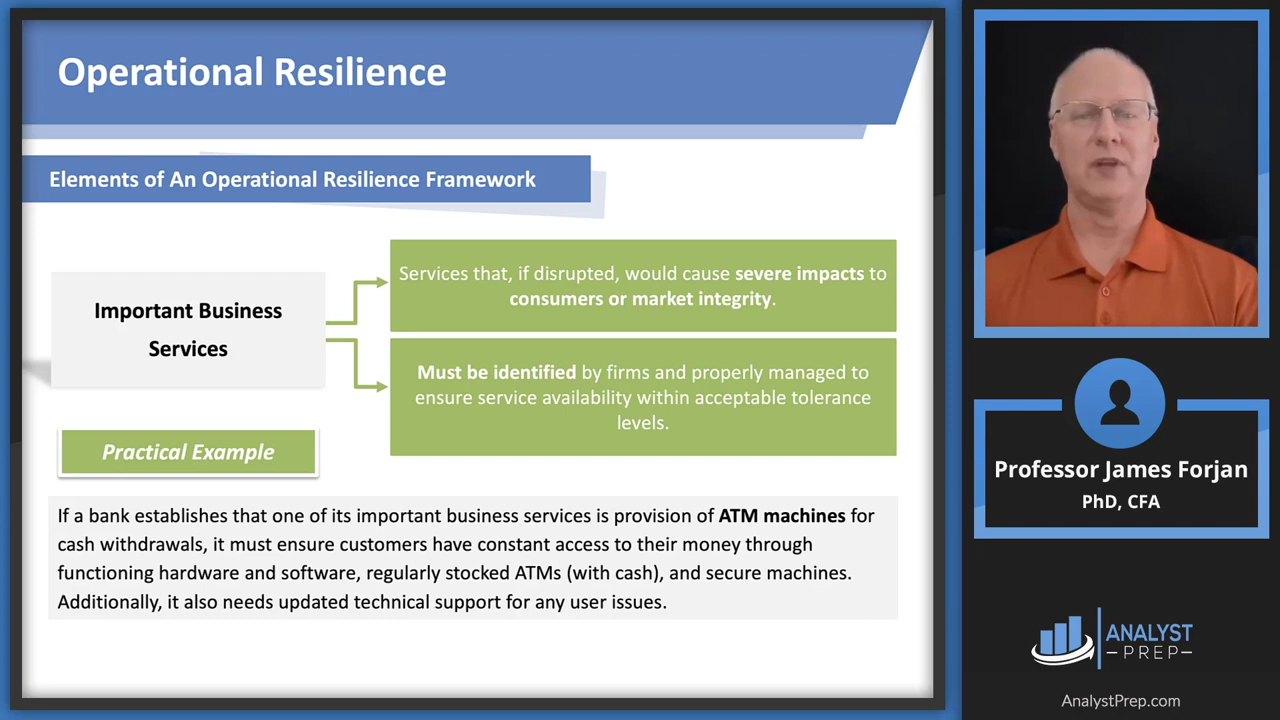 Operational Resilience
Elements of An Operational Resilience Framework
Important Business
Services
Services that, if disrupted, would cause severe impacts to
consumers or market integrity.
Must be identified by firms and properly managed to
ensure service availability within acceptable tolerance
levels.
Practical Example
If a bank establishes that one of its important business services is provision of ATM machines for
cash withdrawals, it must ensure customers have constant access to their money through
functioning hardware and software, regularly stocked ATMs (with cash), and secure machines.
Additionally, it also needs updated technical support for any user issues.
Professor James Forjan
PhD, CFA
ANALYST
PREP
AnalystPrep.com